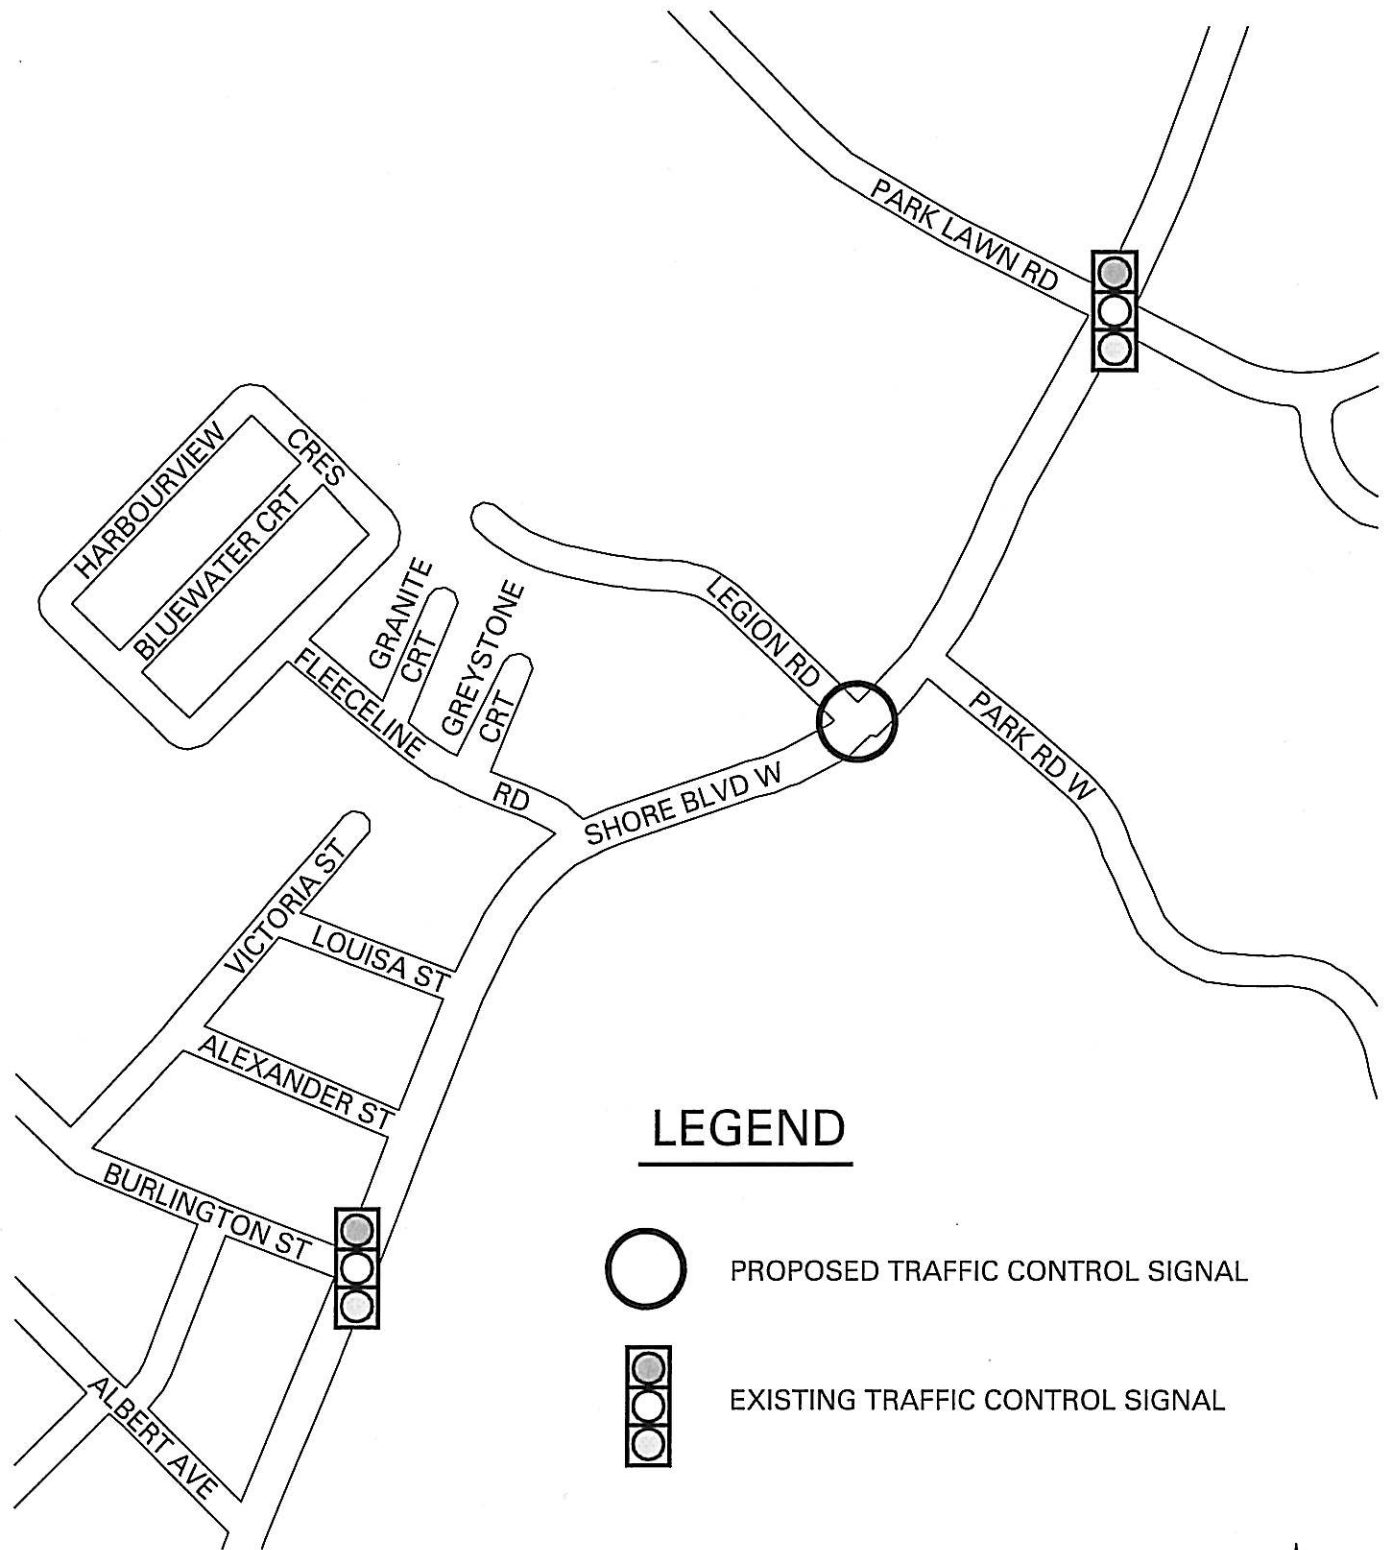 PARK LAWN RD
HARBOURVIEW
CRES
BLUEWATER CRT
GRANITE
CRT
GREYSTONE
CRT
LEGION RD
FLEECELINE
RD
PARK RD W
SHORE BLVD W
VICTORIA ST
LOUISA ST
ALEXANDER ST
BURLINGTON ST
ALBERT AVE
LEGEND
PROPOSED TRAFFIC CONTROL SIGNAL
EXISTING TRAFFIC CONTROL SIGNAL